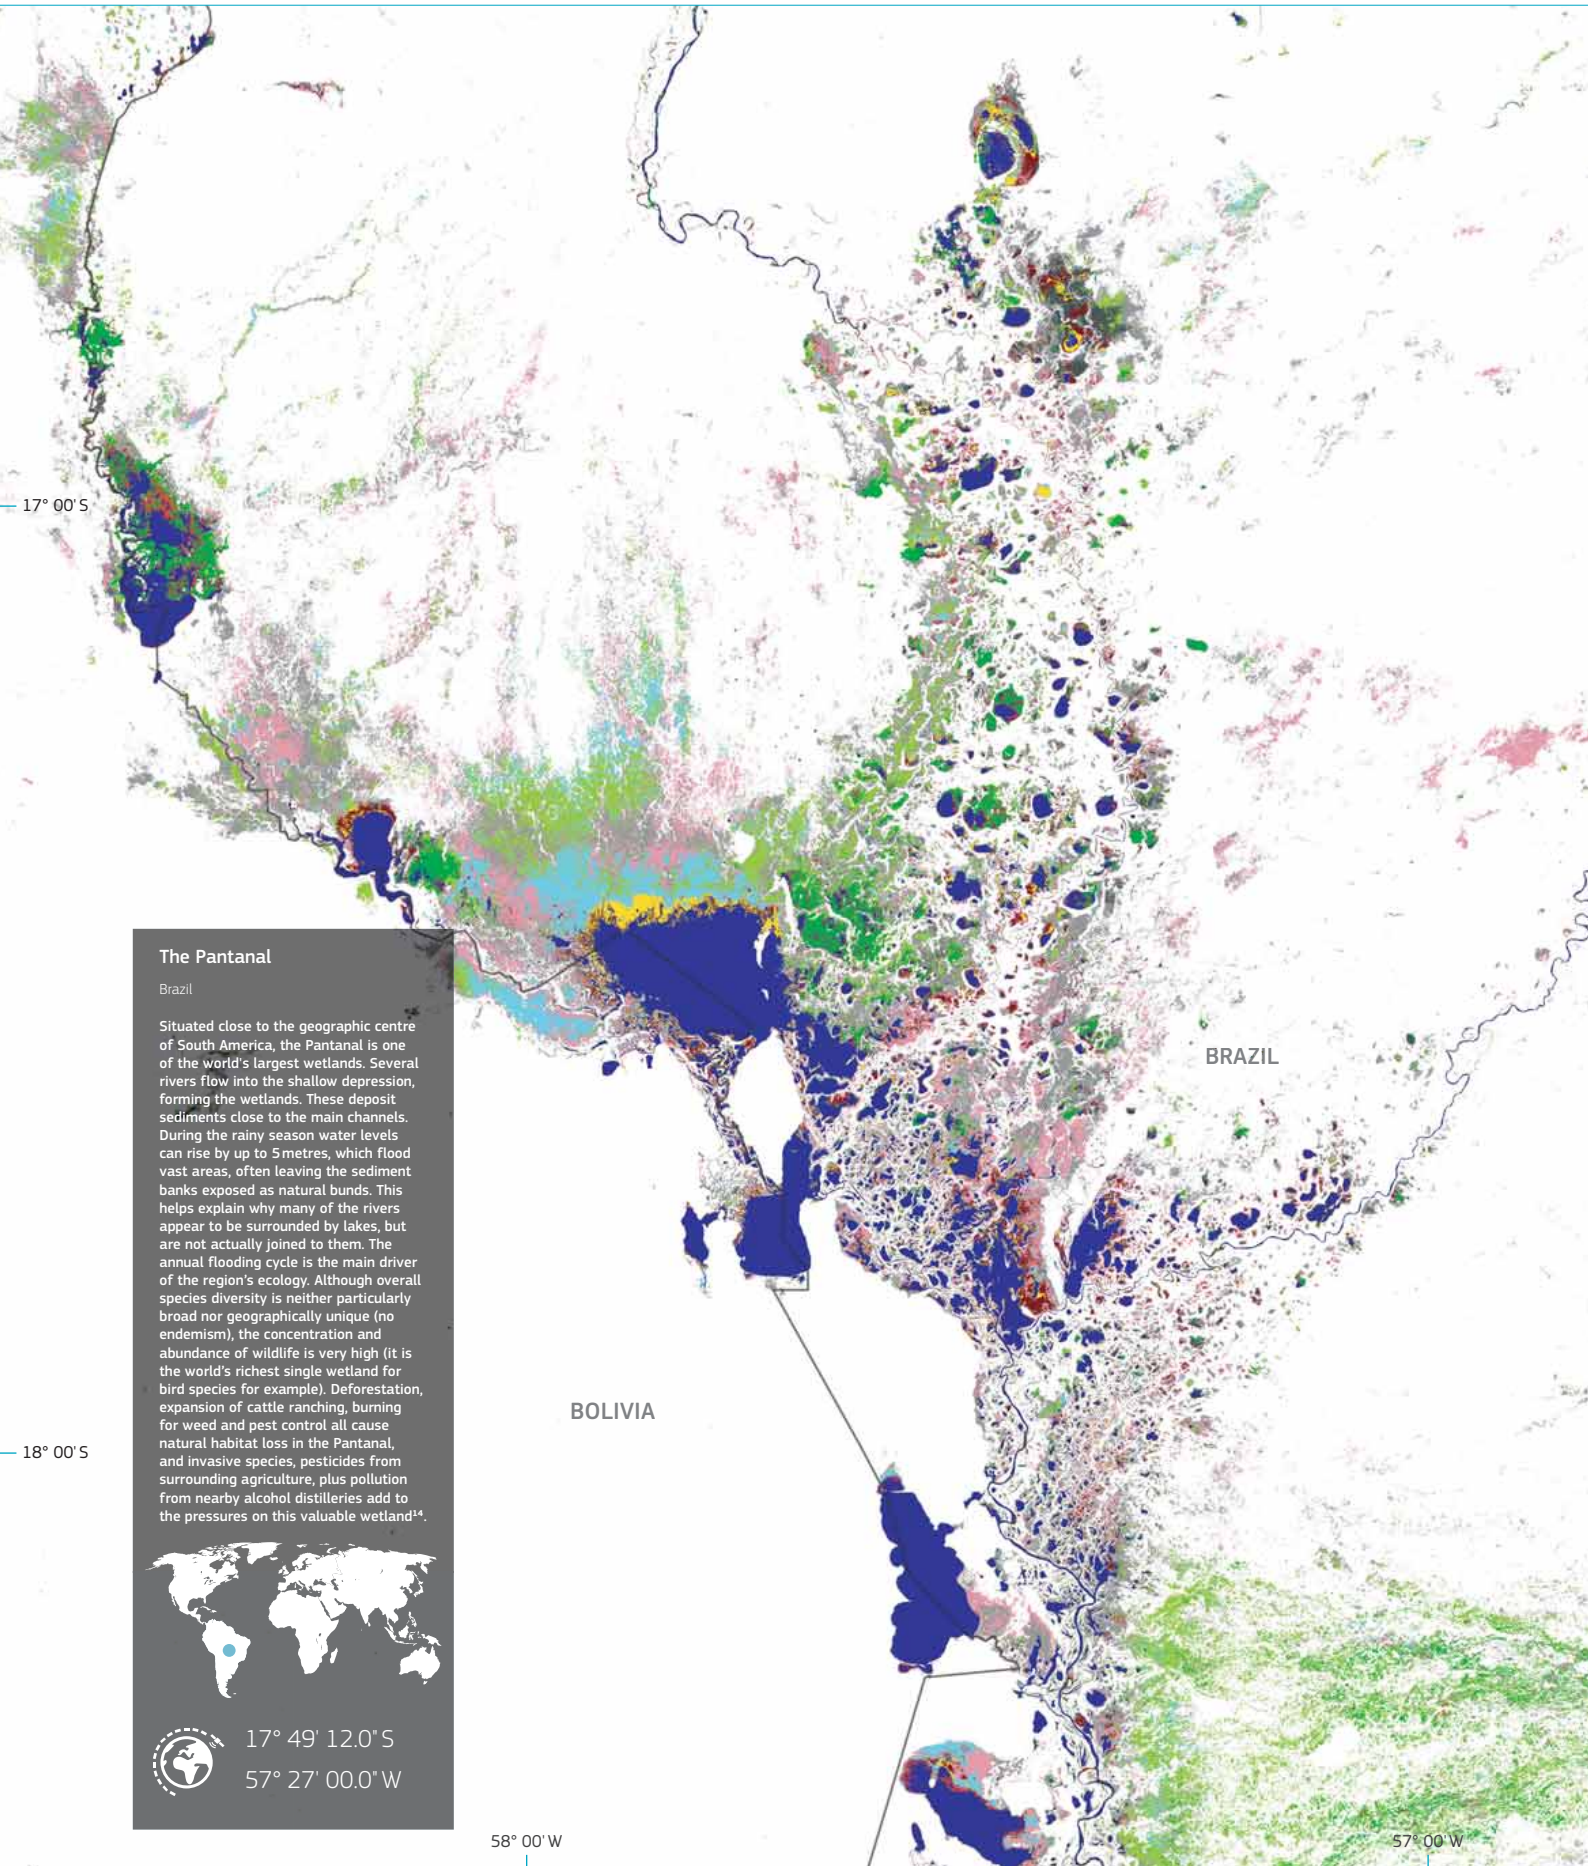 17° 00' S
The Pantanal
Brazil
Situated close to the geographic centre
of South America, the Pantanal is one
of the world's largest wetlands. Several
rivers flow into the shallow depression,
forming the wetlands. These deposit
sediments close to the main channels.
During the rainy season water levels
can rise by up to 5 metres, which flood
vast areas, often leaving the sediment
banks exposed as natural bunds. This
helps explain why many of the rivers
appear to be surrounded by lakes, but
are not actually joined to them. The
annual flooding cycle is the main driver
of the region's ecology. Although overall
species diversity is neither particularly
broad nor geographically unique (no
endemism), the concentration and
abundance of wildlife is very high (it is
the world's richest single wetland for
bird species for example). Deforestation,
expansion of cattle ranching, burning
for weed and pest control all cause
natural habitat loss in the Pantanal,
and invasive species, pesticides from
surrounding agriculture, plus pollution
from nearby alcohol distilleries add to
the pressures on this valuable wetland¹⁴.
BRAZIL
BOLIVIA
18° 00' S
17° 49' 12.0" S
57° 27' 00.0" W
58° 00' W
57° 00' W